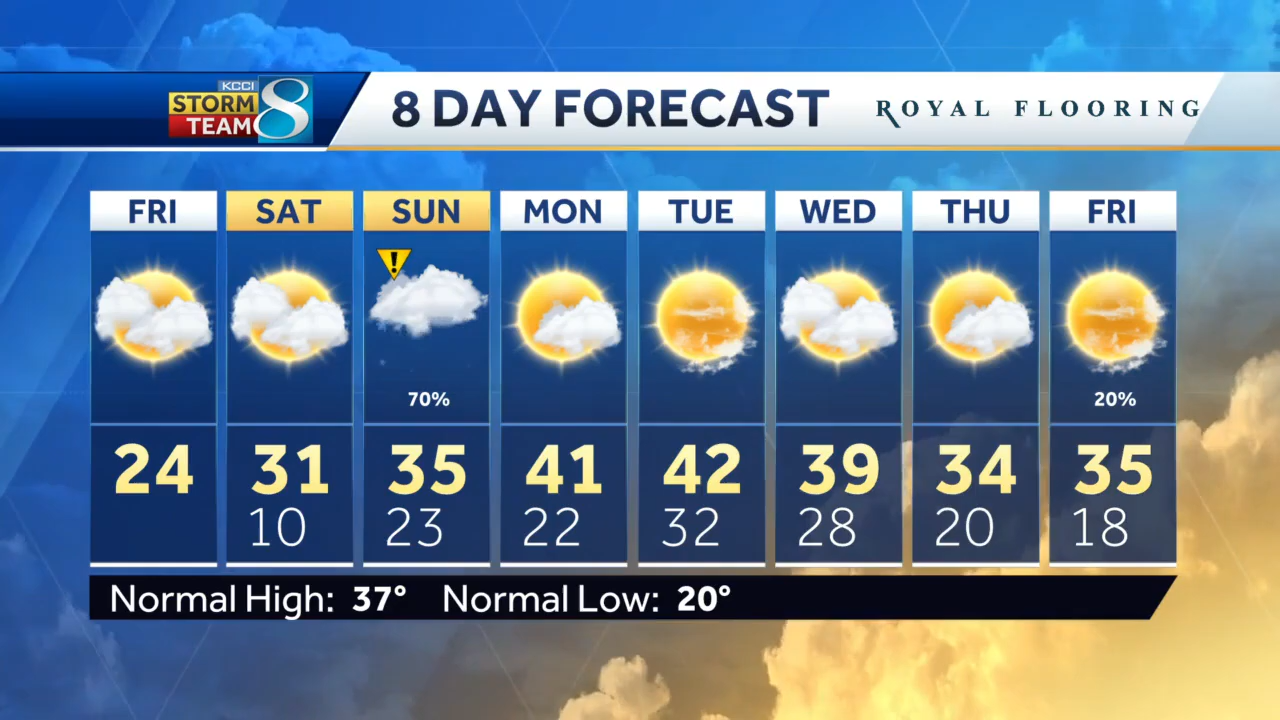 KCCI
STORM
TEAM
8
8 DAY FORECAST
ROYAL FLOORING
FRI SAT SUN MON TUE WED THU FRI
!
70% 20%
24 31 35 41 42 39 34 35
10 23 22 32 28 20 18
Normal High: 37° Normal Low: 20°